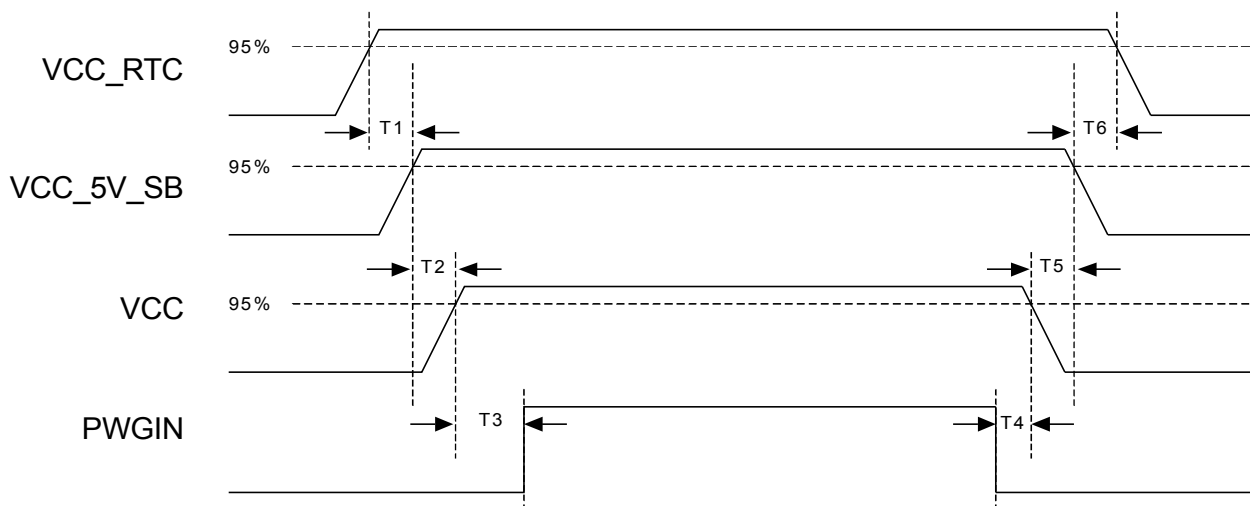 VCC_RTC
95%
T1
T6
VCC_5V_SB
95%
T2
T5
VCC
95%
T3
T4
PWGIN